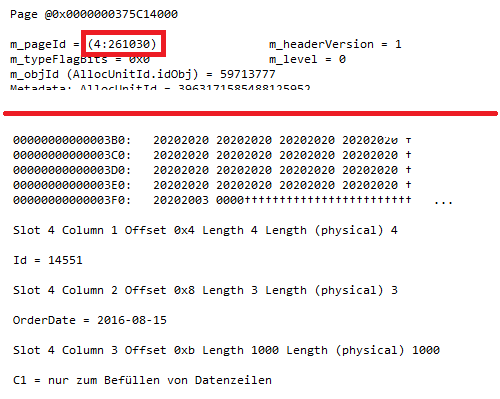 Page @0x0000000375C14000
m_pageId = (4:261030) m_headerVersion = 1
m_typeFlagBits = 0x0 m_level = 0
m_objId (AllocUnitId.idObj) = 59713777
Metadata: AllocUnitId = 3963171585488125952
00000000000003B0: 20202020 20202020 20202020 20202020 †
00000000000003C0: 20202020 20202020 20202020 20202020 †
00000000000003D0: 20202020 20202020 20202020 20202020 †
00000000000003E0: 20202020 20202020 20202020 20202020 †
00000000000003F0: 20202003 0000†††††††††††††††††††††††† ...
Slot 4 Column 1 Offset 0x4 Length 4 Length (physical) 4
Id = 14551
Slot 4 Column 2 Offset 0x8 Length 3 Length (physical) 3
OrderDate = 2016-08-15
Slot 4 Column 3 Offset 0xb Length 1000 Length (physical) 1000
C1 = nur zum Befüllen von Datenzeilen